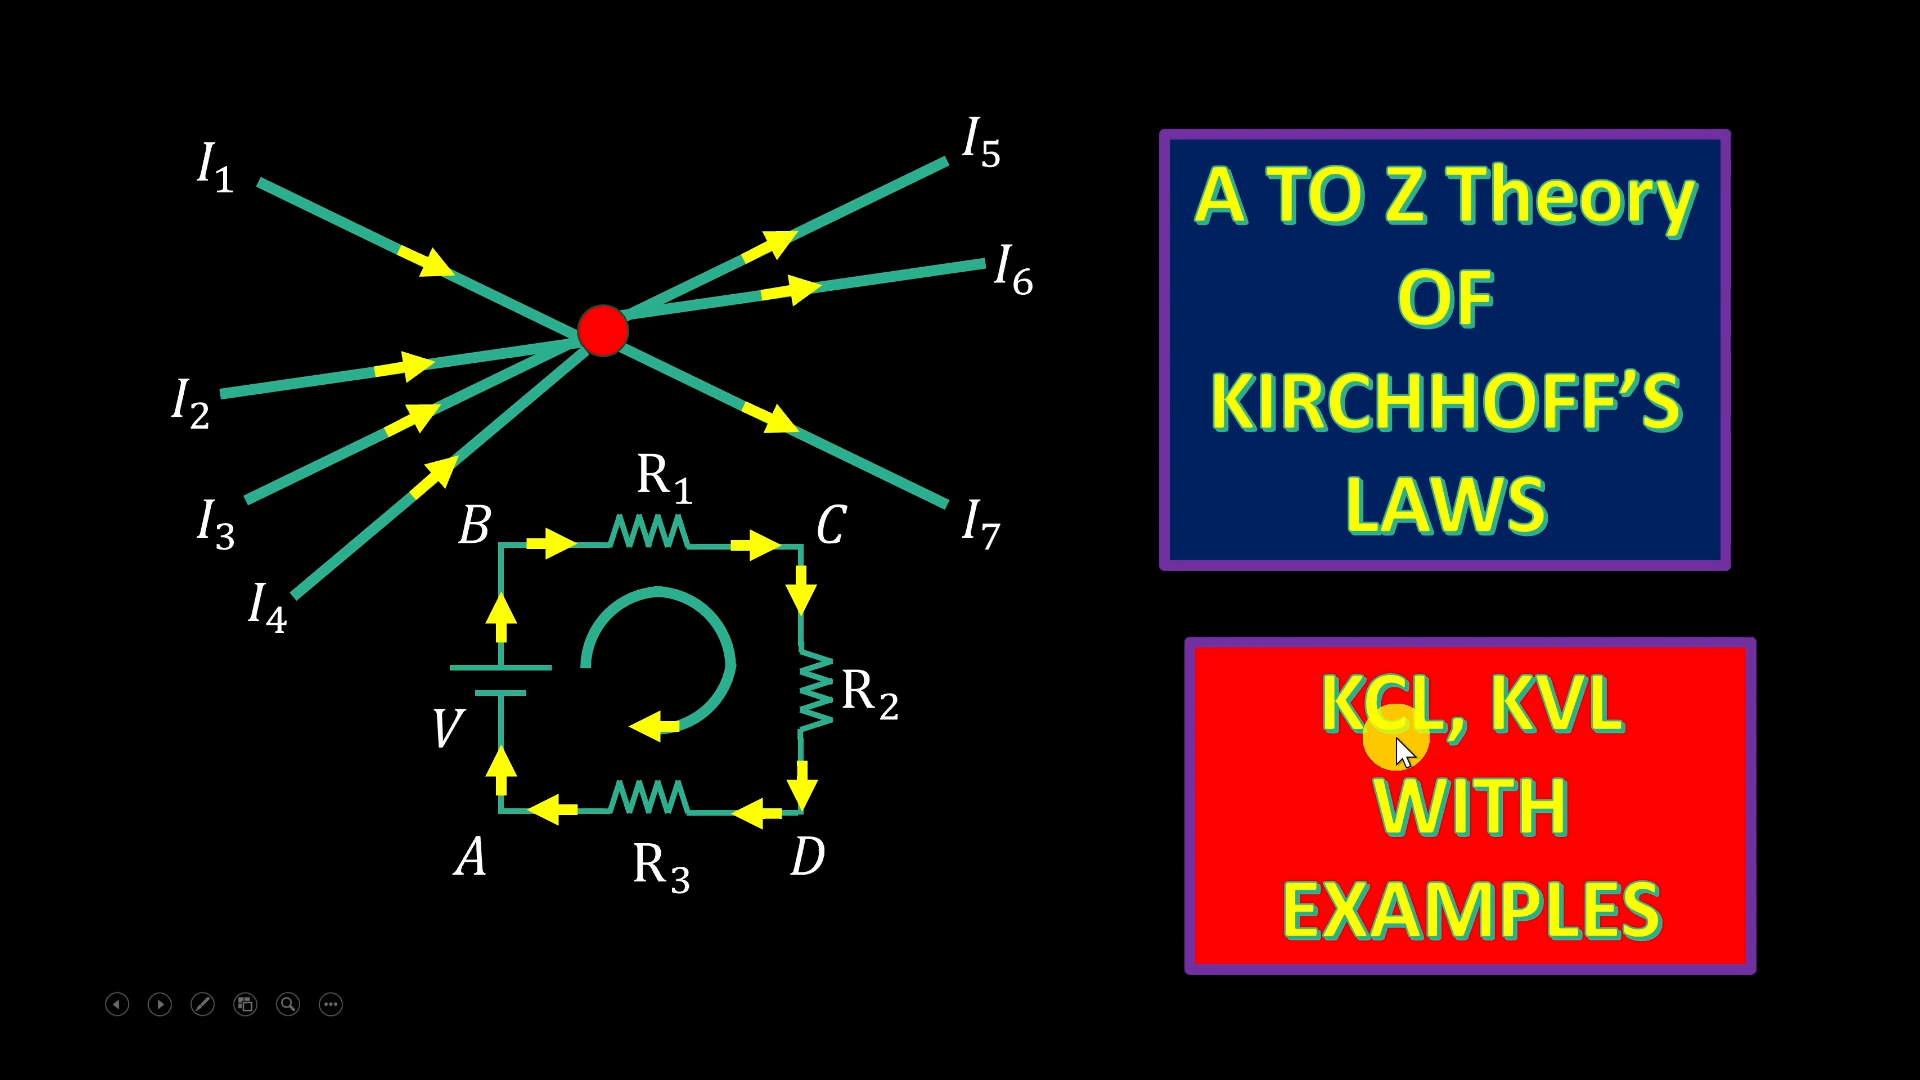 I₁
I₂
I₃
I₄
I₅
I₆
I₇
R₁
B
C
V
R₂
A
R₃
D
A TO Z Theory
OF
KIRCHHOFF’S
LAWS
KCL, KVL
WITH
EXAMPLES